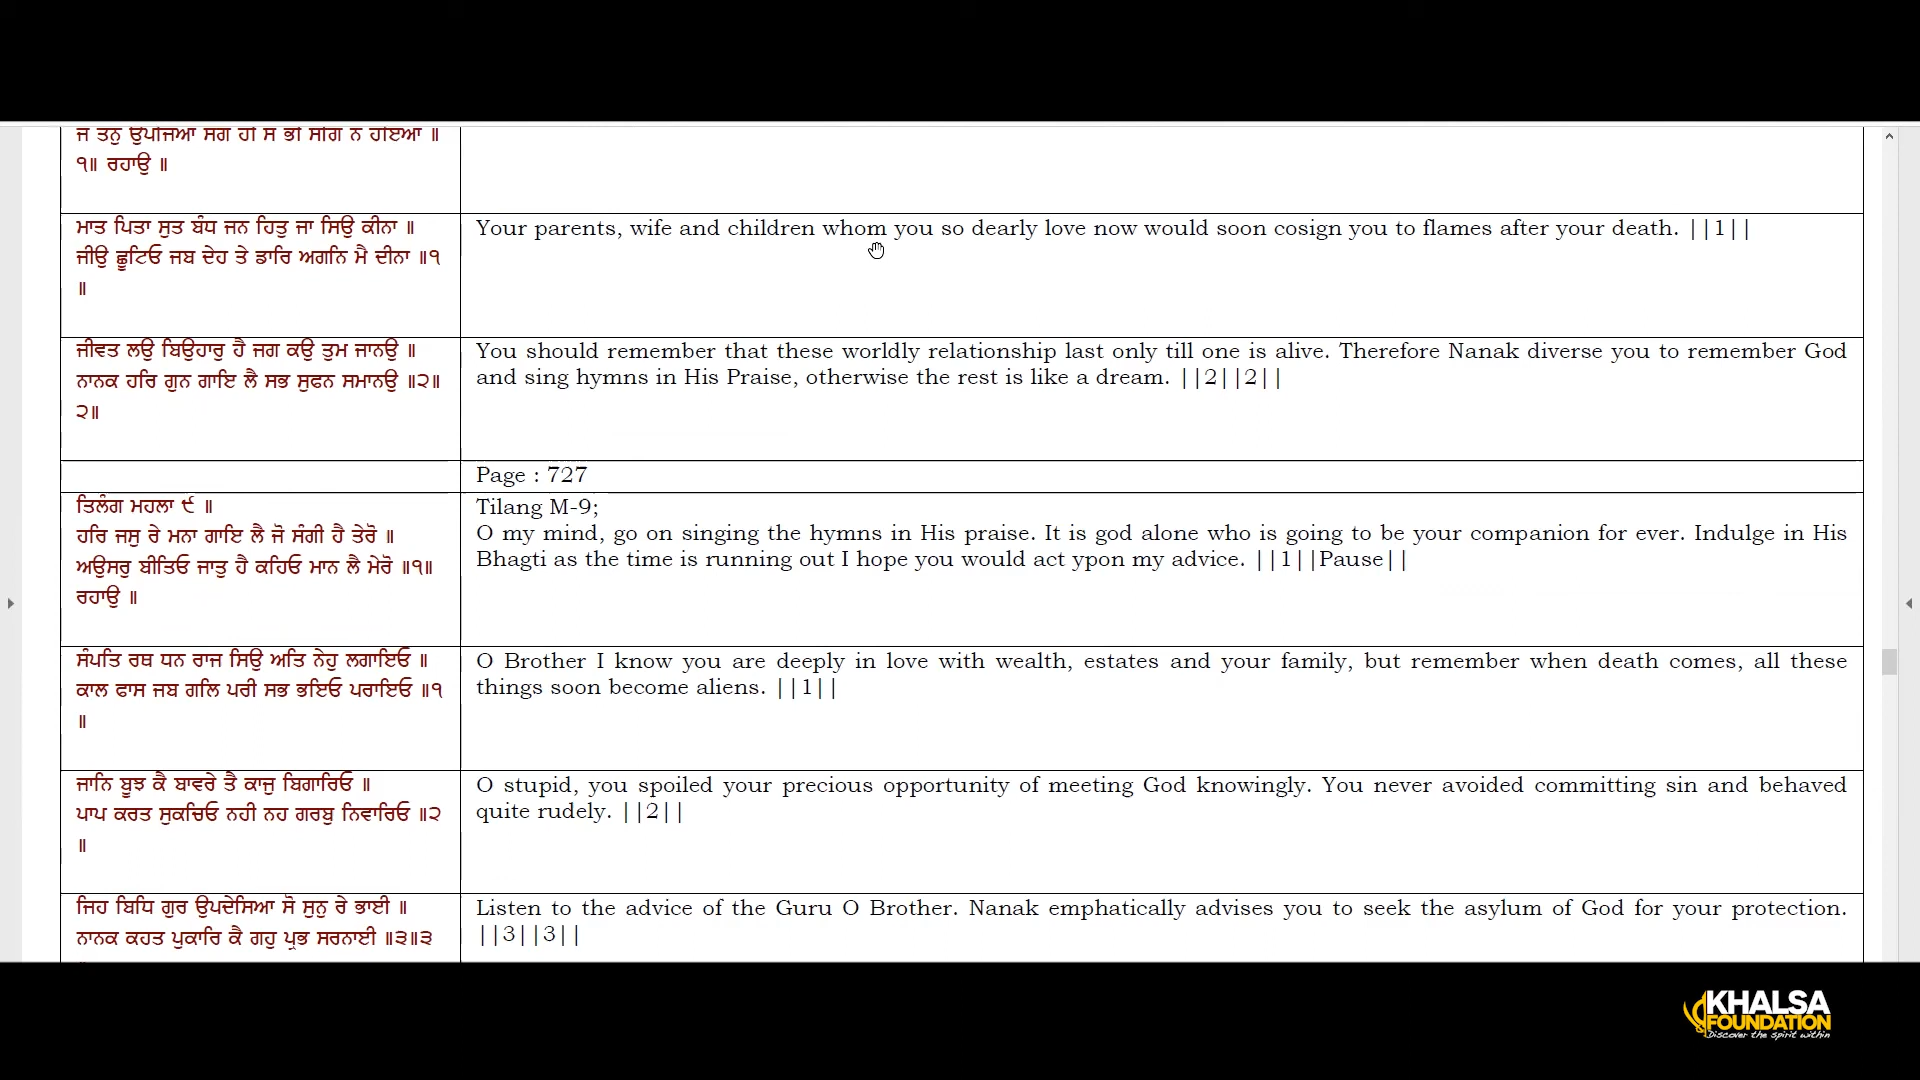 ਜੋ ਤਨੁ ਉਪਜਿਆ ਸੰਗ ਹੀ ਸੋ ਭੀ ਸੰਗਿ ਨ ਹੋਇਆ ॥
੧॥ ਰਹਾਉ ॥
ਮਾਤ ਪਿਤਾ ਸੁਤ ਬੰਧ ਜਨ ਹਿਤੁ ਜਾ ਸਿਉ ਕੀਨਾ ॥
ਜੀਉ ਛੂਟਿਓ ਜਬ ਦੇਹ ਤੇ ਡਾਰਿ ਅਗਨਿ ਮੈ ਦੀਨਾ ॥੧
॥
Your parents, wife and children whom you so dearly love now would soon cosign you to flames after your death. ||1||
ਜੀਵਤ ਲਉ ਬਿਉਹਾਰੁ ਹੈ ਜਗ ਕਉ ਤੁਮ ਜਾਨਉ ॥
ਨਾਨਕ ਹਰਿ ਗੁਨ ਗਾਇ ਲੈ ਸਭ ਸੁਫਨ ਸਮਾਨਉ ॥੨॥
੨॥
You should remember that these worldly relationship last only till one is alive. Therefore Nanak diverse you to remember God
and sing hymns in His Praise, otherwise the rest is like a dream. ||2||2||
Page : 727
ਤਿਲੰਗ ਮਹਲਾ ੯ ॥
ਹਰਿ ਜਸੁ ਰੇ ਮਨਾ ਗਾਇ ਲੈ ਜੋ ਸੰਗੀ ਹੈ ਤੇਰੋ ॥
ਅਉਸਰੁ ਬੀਤਿਓ ਜਾਤੁ ਹੈ ਕਹਿਓ ਮਾਨ ਲੈ ਮੇਰੋ ॥੧॥
ਰਹਾਉ ॥
Tilang M-9;
O my mind, go on singing the hymns in His praise. It is god alone who is going to be your companion for ever. Indulge in His
Bhagti as the time is running out I hope you would act ypon my advice. ||1||Pause||
ਸੰਪਤਿ ਰਥ ਧਨ ਰਾਜ ਸਿਉ ਅਤਿ ਨੇਹੁ ਲਗਾਇਓ ॥
ਕਾਲ ਫਾਸ ਜਬ ਗਲਿ ਪਰੀ ਸਭ ਭਇਓ ਪਰਾਇਓ ॥੧
॥
O Brother I know you are deeply in love with wealth, estates and your family, but remember when death comes, all these
things soon become aliens. ||1||
ਜਾਨਿ ਬੂਝ ਕੈ ਬਾਵਰੇ ਤੈ ਕਾਜੁ ਬਿਗਾਰਿਓ ॥
ਪਾਪ ਕਰਤ ਸੁਕਚਿਓ ਨਹੀ ਨਹ ਗਰਬੁ ਨਿਵਾਰਿਓ ॥੨
॥
O stupid, you spoiled your precious opportunity of meeting God knowingly. You never avoided committing sin and behaved
quite rudely. ||2||
ਜਿਹ ਬਿਧਿ ਗੁਰ ਉਪਦੇਸਿਆ ਸੋ ਸੁਨੁ ਰੇ ਭਾਈ ॥
ਨਾਨਕ ਕਹਤ ਪੁਕਾਰਿ ਕੈ ਗਹੁ ਪ੍ਰਭ ਸਰਨਾਈ ॥੩॥੩
Listen to the advice of the Guru O Brother. Nanak emphatically advises you to seek the asylum of God for your protection.
||3||3||
KHALSA
FOUNDATION
Discover the spirit within